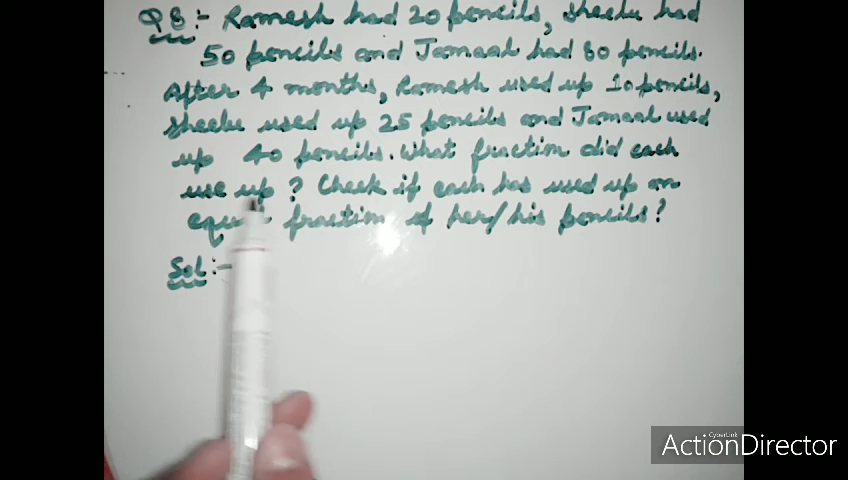 Q8:- Ramesh had 20 pencils, Sheelu had
50 pencils and Jamaal had 80 pencils.
After 4 months, Ramesh used up 10 pencils,
Sheelu used up 25 pencils and Jamaal used
up 40 pencils. What fraction did each
use up? Check if each has used up an
fraction of her/his pencils?
Sol:-
CyberLink
ActionDirector